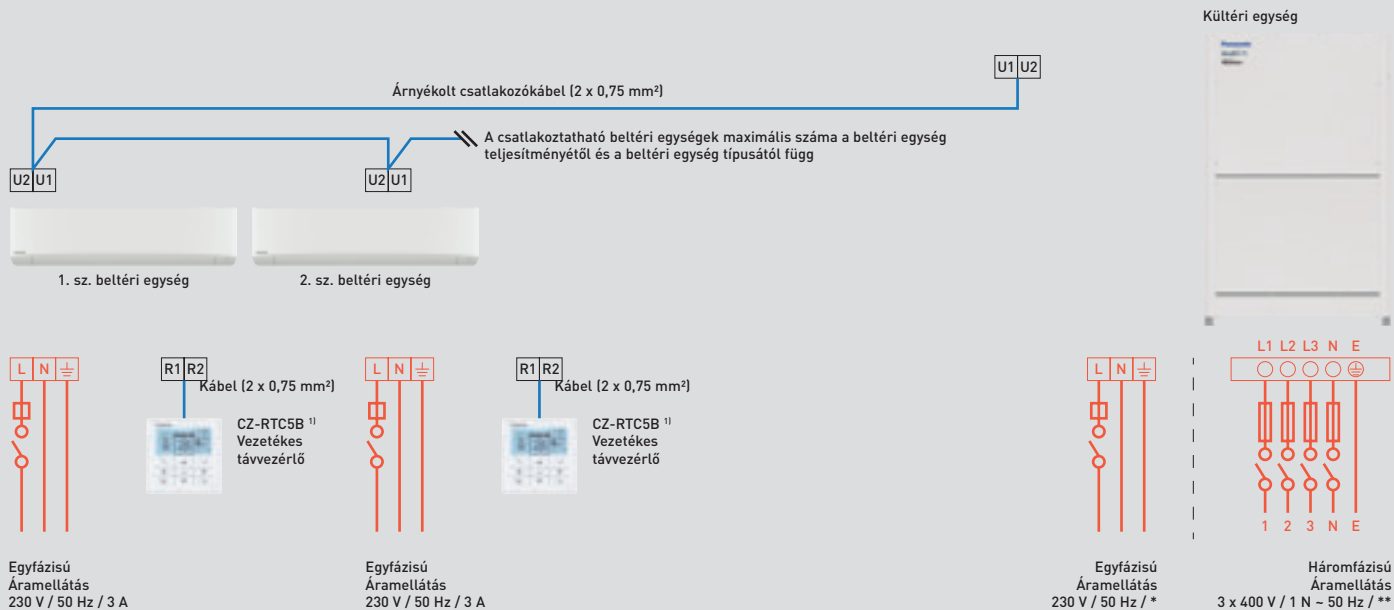 Kültéri egység
Panasonic
U1 U2
Árnyékolt csatlakozókábel (2 x 0,75 mm²)
A csatlakoztatható beltéri egységek maximális száma a beltéri egység
teljesítményétől és a beltéri egység típusától függ
U2 U1
U2 U1
1. sz. beltéri egység
2. sz. beltéri egység
L N
R1 R2
Kábel (2 x 0,75 mm²)
CZ-RTC5B ¹⁾
Vezetékes
távvezérlő
L N
R1 R2
Kábel (2 x 0,75 mm²)
CZ-RTC5B ¹⁾
Vezetékes
távvezérlő
L N
L1 L2 L3 N E
1 2 3 N E
Egyfázisú
Áramellátás
230 V / 50 Hz / 3 A
Egyfázisú
Áramellátás
230 V / 50 Hz / 3 A
Egyfázisú
Áramellátás
230 V / 50 Hz / *
Háromfázisú
Áramellátás
3 x 400 V / 1 N ~ 50 Hz / **